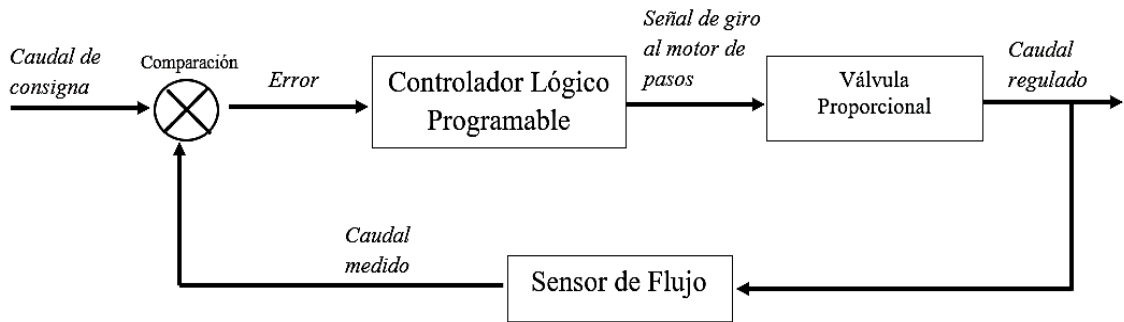 Caudal de
consigna
Comparación
Error
Controlador Lógico
Programable
Señal de giro
al motor de
pasos
Válvula
Proporcional
Caudal
regulado
Caudal
medido
Sensor de Flujo